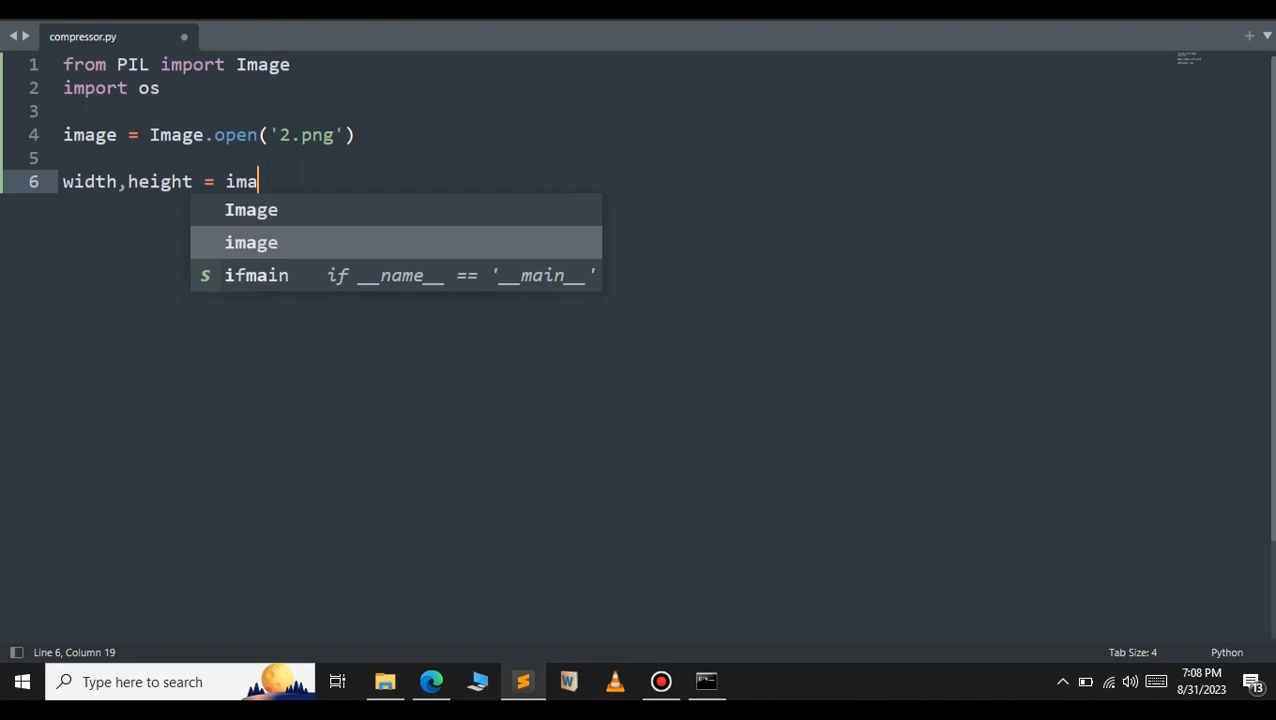 compressor.py
1 from PIL import Image
2 import os
3
4 image = Image.open('2.png')
5
6 width,height = ima
Image
image
S ifmain if __name__ == '__main__'
Line 6, Column 19
Tab Size: 4
Python
Type here to search
W
7:08 PM
8/31/2023
13